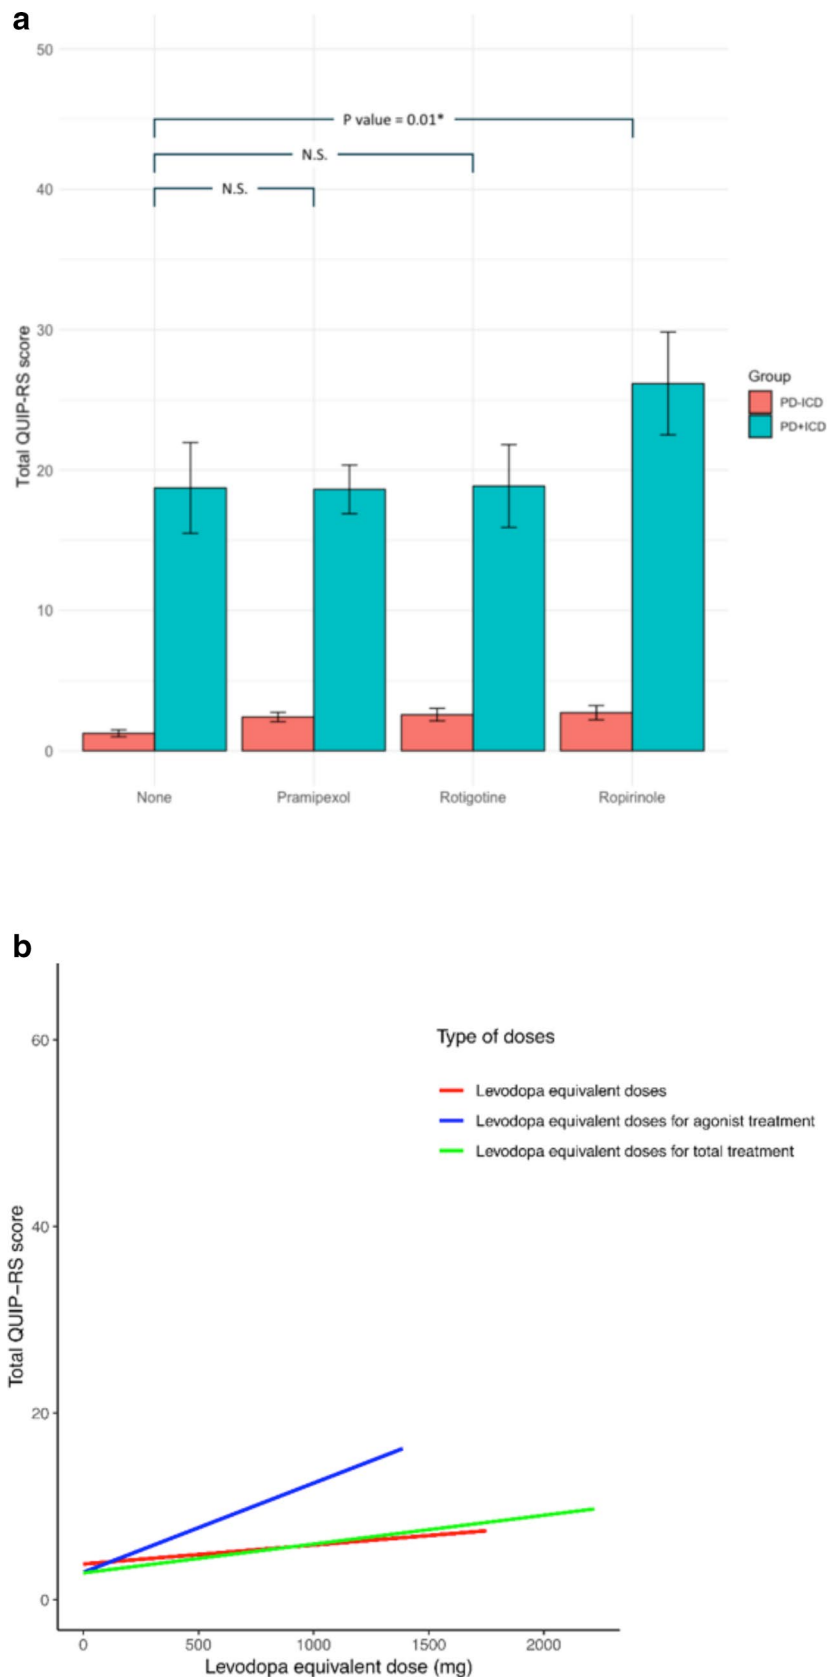 a
50
P value = 0.01*
N.S.
40
N.S.
30
Total QUIP-RS score
Group
PD-ICD
PD+ICD
20
10
0
None Pramipexol Rotigotine Ropirinole
b
60
Type of doses
Levodopa equivalent doses
Levodopa equivalent doses for agonist treatment
Levodopa equivalent doses for total treatment
40
Total QUIP−RS score
20
0
0 500 1000 1500 2000
Levodopa equivalent dose (mg)